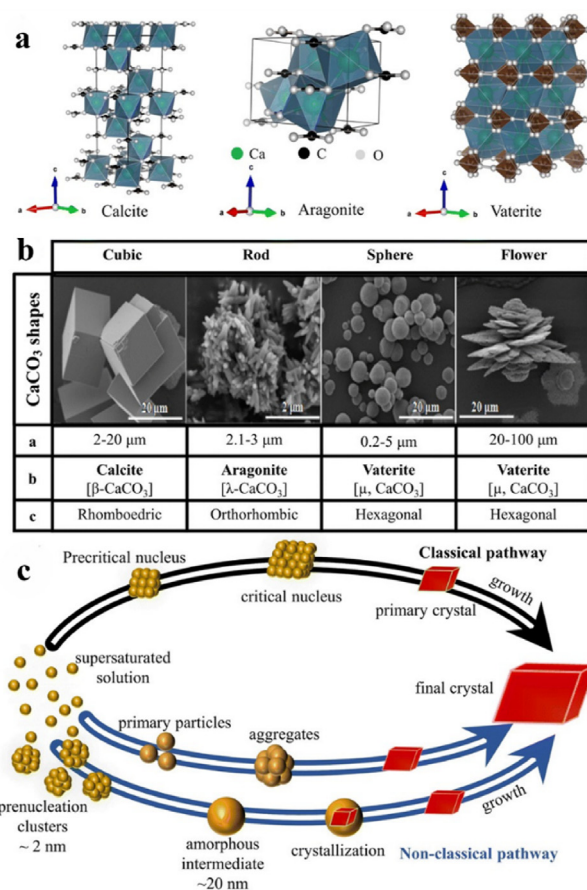 a
c
a
b
Calcite
Ca
C
O
c
a
b
Aragonite
c
a
b
Vaterite
b
Cubic
Rod
Sphere
Flower
CaCO3 shapes
20 μm
2 μm
20 μm
20 μm
a
2-20 μm
2.1-3 μm
0.2-5 μm
20-100 μm
b
Calcite
[β-CaCO3]
Aragonite
[λ-CaCO3]
Vaterite
[μ, CaCO3]
Vaterite
[μ, CaCO3]
c
Rhomboedric
Orthorhombic
Hexagonal
Hexagonal
c
Precritical nucleus
critical nucleus
Classical pathway
primary crystal
growth
supersaturated
solution
final crystal
primary particles
aggregates
prenucleation
clusters
~ 2 nm
amorphous
intermediate
~20 nm
crystallization
growth
Non-classical pathway